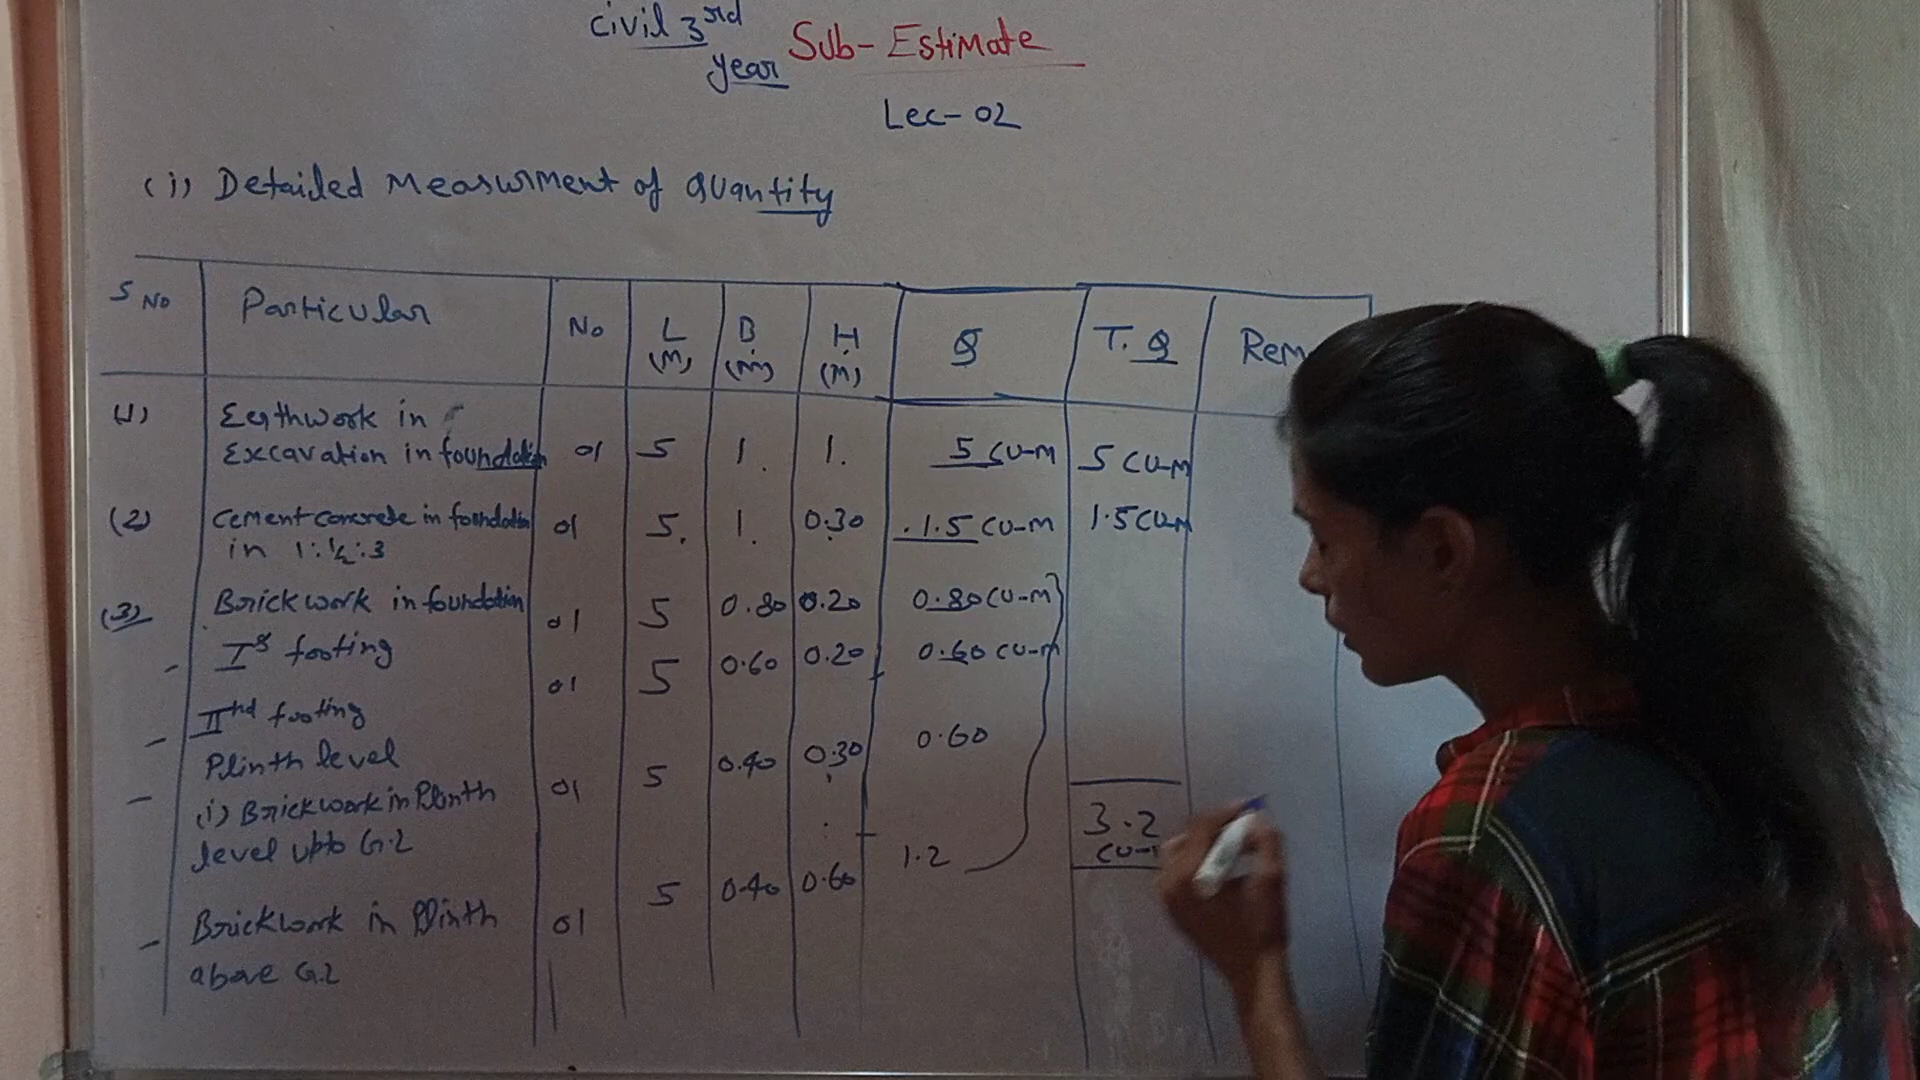 Civil 3rd
year
Sub-Estimate
Lec-02
(i) Detailed Measurment of quantity
S No Particular No L (M) B (M) H (M) Q T.Q
(1) Earthwork in
Excavation in foundation 01 5 1. 1. 5 CU-M 5 CU-M
(2) Cement concrete in foundation 01 5. 1. 0.30 1.5 CU-M 1.5 CU-M
in 1:½:3
(3) Brickwork in foundation 01 5 0.80 0.20 0.80 CU-M
- Ist footing 01 5 0.60 0.20 0.60 CU-M
- IInd footing
Plinth level
- (i) Brickwork in Plinth 01 5 0.40 0.30 0.60
level upto G.L 3.2
CU-
- Brickwork in Plinth 01 5 0.40 0.60 1.2
above G.L